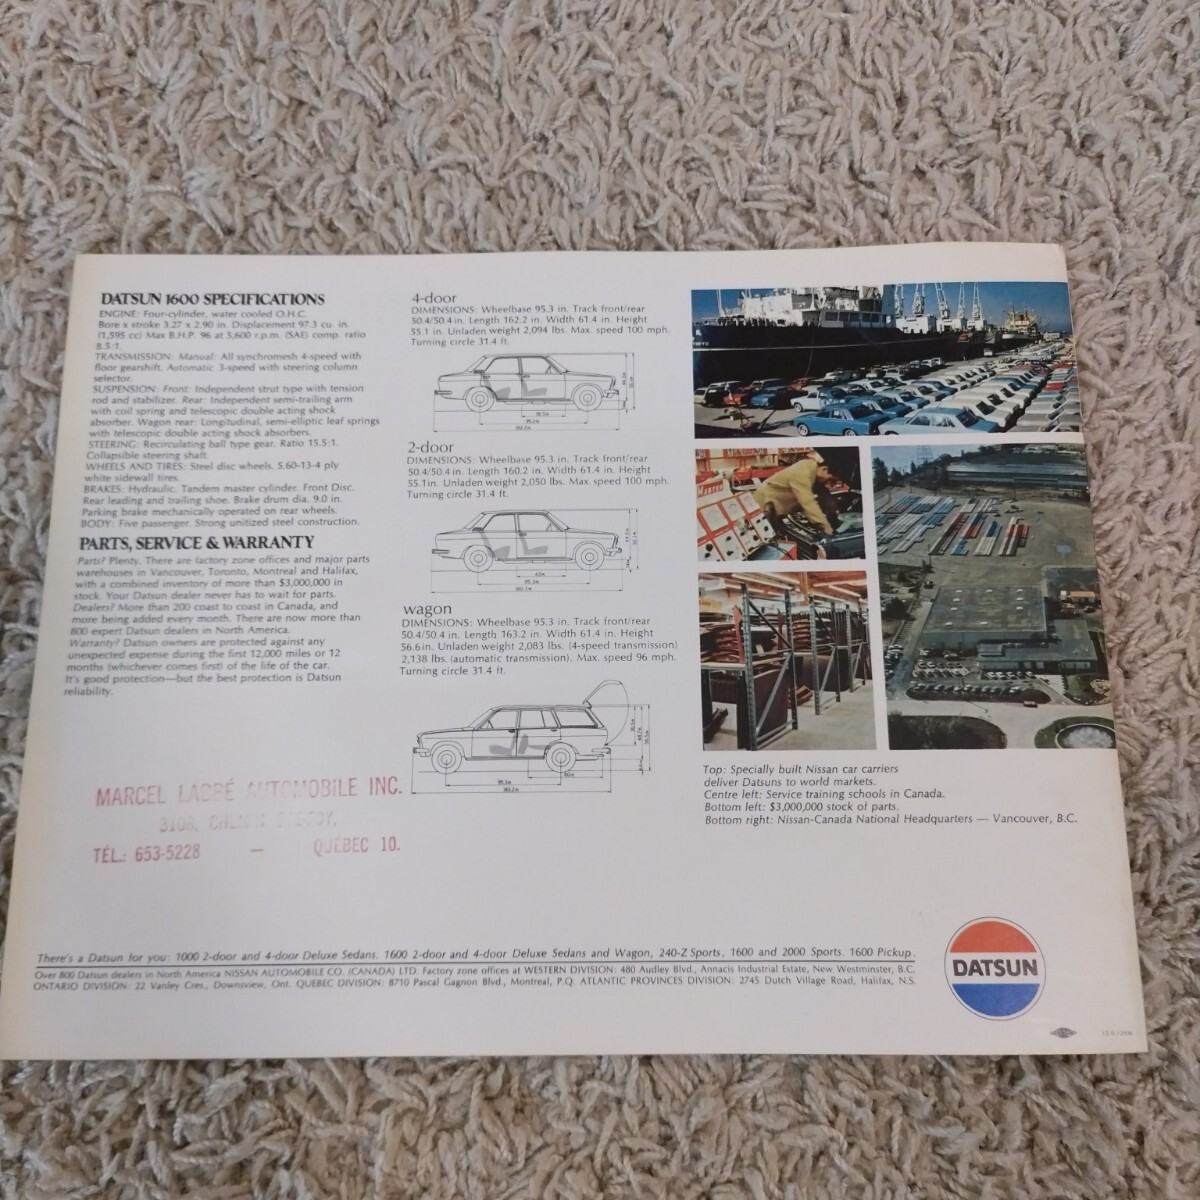 DATSUN 1600 SPECIFICATIONS
ENGINE: Four-cylinder, water cooled O.H.C.
Bore x stroke 3.27 x 2.90 in. Displacement 97.3 cu. in.
(1,595 cc) Max B.H.P. 96 at 5,600 r.p.m. (SAE) comp. ratio
8.5:1.
TRANSMISSION: Manual: All synchromesh 4-speed with
floor gearshift. Automatic 3-speed with steering column
selector.
SUSPENSION: Front: Independent strut type with tension
rod and stabilizer. Rear: Independent semi-trailing arm
with coil spring and telescopic double acting shock
absorber. Wagon rear: Longitudinal, semi-elliptic leaf springs
with telescopic double acting shock absorbers.
STEERING: Recirculating ball type gear. Ratio 15.5:1.
Collapsible steering shaft.
WHEELS AND TIRES: Steel disc wheels. 5.60-13-4 ply
white sidewall tires.
BRAKES: Hydraulic. Tandem master cylinder. Front Disc.
Rear leading and trailing shoe. Brake drum dia. 9.0 in.
Parking brake mechanically operated on rear wheels.
BODY: Five passenger. Strong unitized steel construction.
PARTS, SERVICE & WARRANTY
Parts? Plenty. There are factory zone offices and major parts
warehouses in Vancouver, Toronto, Montreal and Halifax,
with a combined inventory of more than $3,000,000 in
stock. Your Datsun dealer never has to wait for parts.
Dealers? More than 200 coast to coast in Canada, and
more being added every month. There are now more than
800 expert Datsun dealers in North America.
Warranty? Datsun owners are protected against any
unexpected expense during the first 12,000 miles or 12
months (whichever comes first) of the life of the car.
It's good protection—but the best protection is Datsun
reliability.
MARCEL LABBÉ AUTOMOBILE INC.
3108, CHEMIN
TÉL.: 653-5228 — QUÉBEC 10.
4-door
DIMENSIONS: Wheelbase 95.3 in. Track front/rear
50.4/50.4 in. Length 162.2 in. Width 61.4 in. Height
55.1 in. Unladen weight 2,094 lbs. Max. speed 100 mph.
Turning circle 31.4 ft.
2-door
DIMENSIONS: Wheelbase 95.3 in. Track front/rear
50.4/50.4 in. Length 160.2 in. Width 61.4 in. Height
55.1in. Unladen weight 2,050 lbs. Max. speed 100 mph.
Turning circle 31.4 ft.
wagon
DIMENSIONS: Wheelbase 95.3 in. Track front/rear
50.4/50.4 in. Length 163.2 in. Width 61.4 in. Height
56.6in. Unladen weight 2,083 lbs. (4-speed transmission)
2,138 lbs. (automatic transmission). Max. speed 96 mph.
Turning circle 31.4 ft.
Top: Specially built Nissan car carriers
deliver Datsuns to world markets.
Centre left: Service training schools in Canada.
Bottom left: $3,000,000 stock of parts.
Bottom right: Nissan-Canada National Headquarters — Vancouver, B.C.
There's a Datsun for you: 1000 2-door and 4-door Deluxe Sedans. 1600 2-door and 4-door Deluxe Sedans and Wagon, 240-Z Sports, 1600 and 2000 Sports. 1600 Pickup.
Over 800 Datsun dealers in North America NISSAN AUTOMOBILE CO. (CANADA) LTD. Factory zone offices at WESTERN DIVISION: 480 Audley Blvd., Annacis Industrial Estate, New Westminster, B.C.
ONTARIO DIVISION: 22 Vanley Cres., Downsview, Ont. QUEBEC DIVISION: 8710 Pascal Gagnon Blvd., Montreal, P.Q. ATLANTIC PROVINCES DIVISION: 2745 Dutch Village Road, Halifax, N.S.
DATSUN